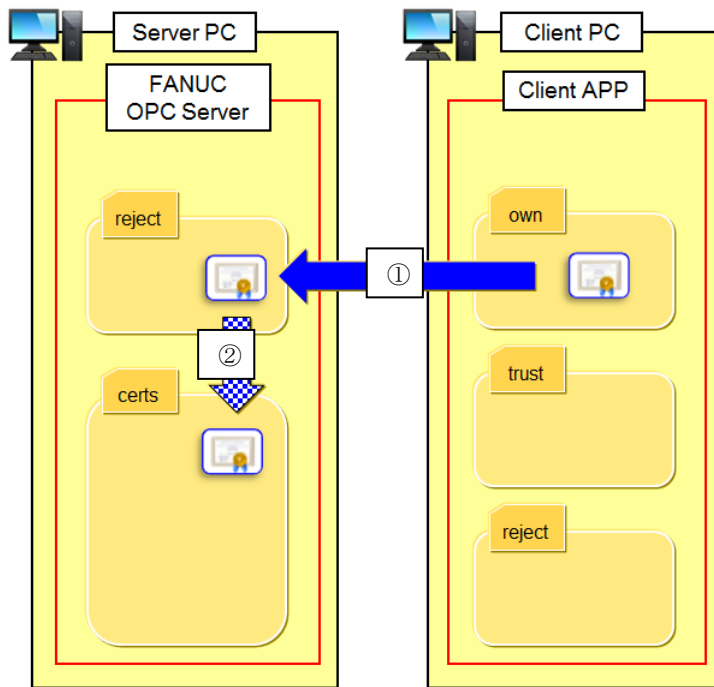 Server PC
FANUC
OPC Server
reject
②
certs
①
Client PC
Client APP
own
trust
reject